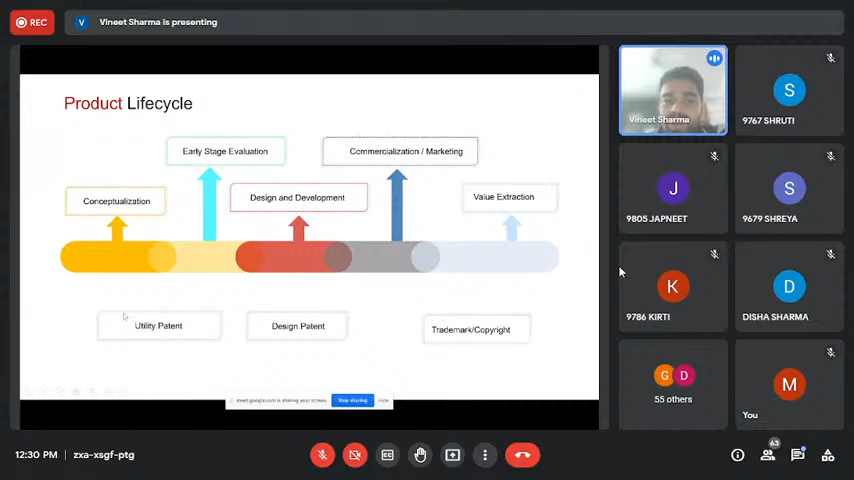 REC
V
Vineet Sharma is presenting
Product Lifecycle
Early Stage Evaluation
Commercialization / Marketing
Conceptualization
Design and Development
Value Extraction
Utility Patent
Design Patent
Trademark/Copyright
meet.google.com is sharing your screen.
Stop sharing
Hide
Vineet Sharma
S
9767 SHRUTI
J
9805 JAPNEET
S
9679 SHREYA
K
9786 KIRTI
D
DISHA SHARMA
G
D
55 others
M
You
12:30 PM
zxa-xsgf-ptg
CC
63